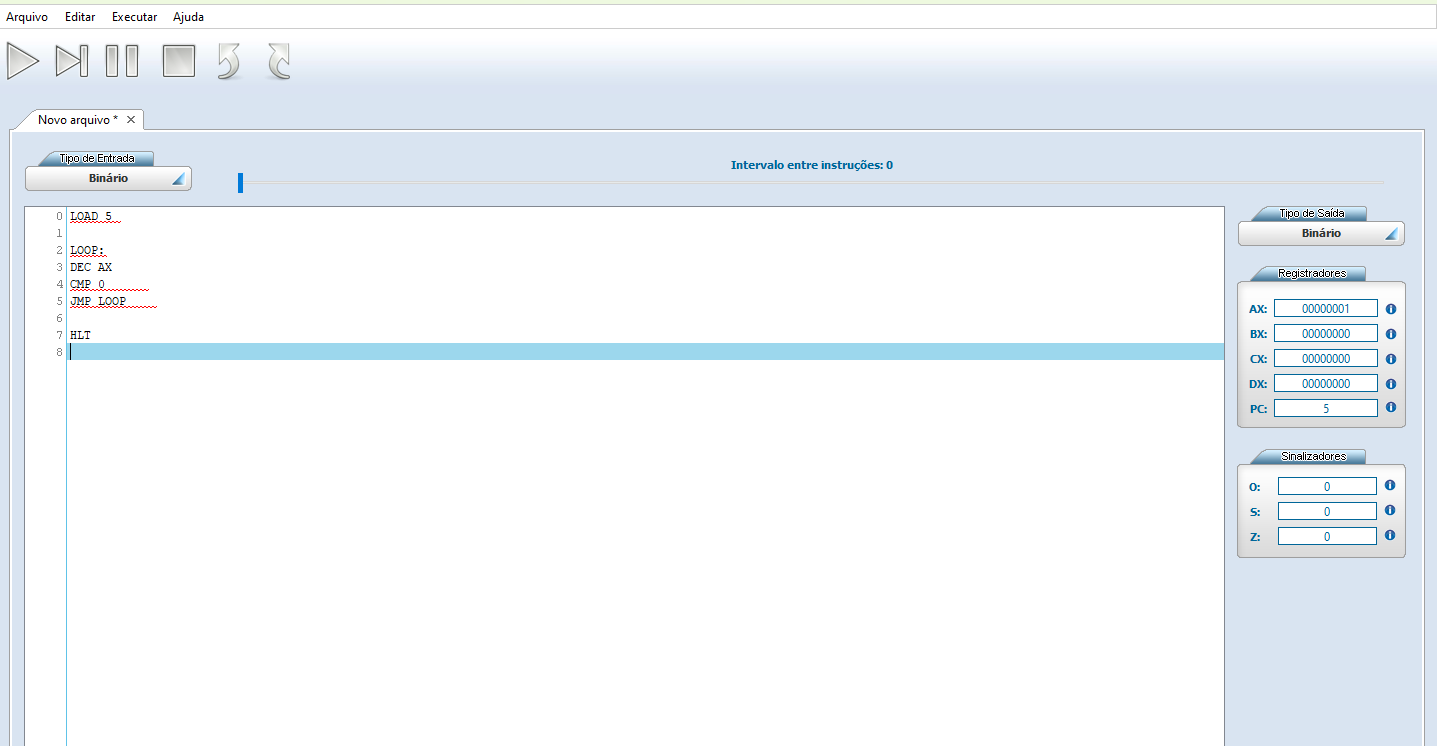 Arquivo Editar Executar Ajuda
Novo arquivo * ×
Tipo de Entrada
Binário
Intervalo entre instruções: 0
0 LOAD 5
1
2 LOOP:
3 DEC AX
4 CMP 0
5 JMP LOOP
6
7 HLT
8
Tipo de Saída
Binário
Registradores
AX: 00000001
BX: 00000000
CX: 00000000
DX: 00000000
PC: 5
Sinalizadores
O: 0
S: 0
Z: 0